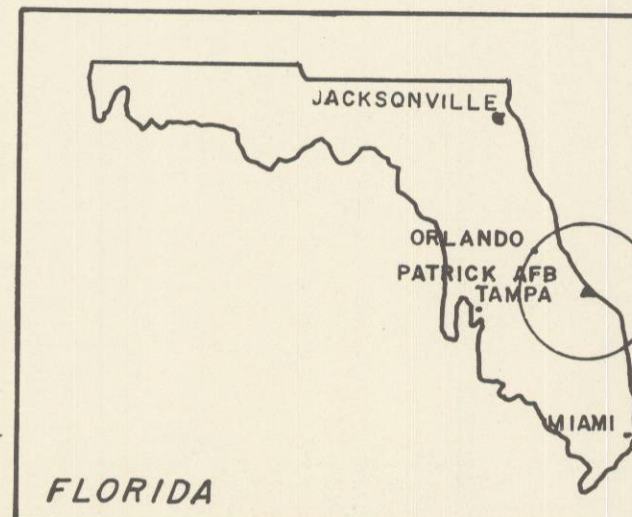 JACKSONVILLE
ORLANDO
PATRICK AFB
TAMPA
MIAMI
FLORIDA